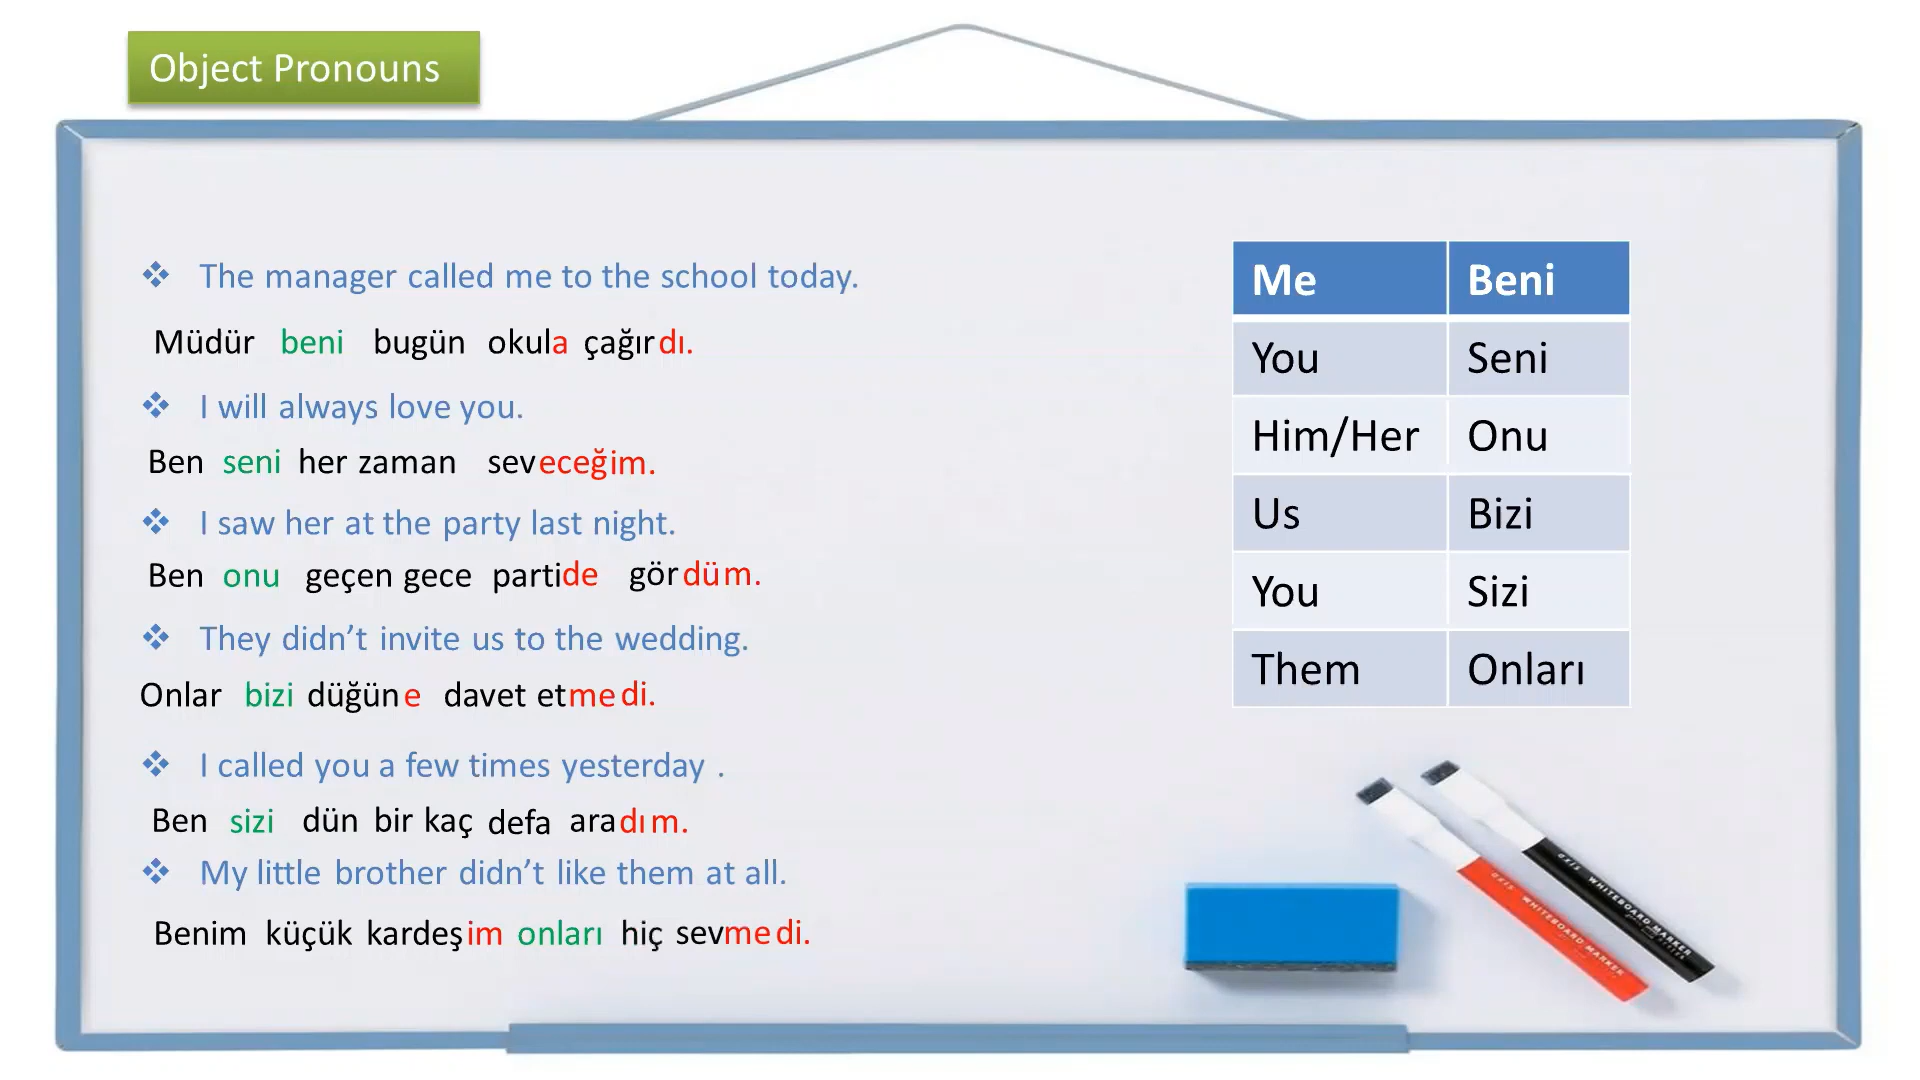 Object Pronouns
The manager called me to the school today.
Müdür beni bugün okula çağırdı.
I will always love you.
Ben seni her zaman seveceğim.
I saw her at the party last night.
Ben onu geçen gece partide gördüm.
They didn’t invite us to the wedding.
Onlar bizi düğüne davet etmedi.
I called you a few times yesterday .
Ben sizi dün bir kaç defa aradım.
My little brother didn’t like them at all.
Benim küçük kardeşim onları hiç sevmedi.
Me Beni
You Seni
Him/Her Onu
Us Bizi
You Sizi
Them Onları
axis WHITEBOARD MARKER
axis WHITEBOARD MARKER